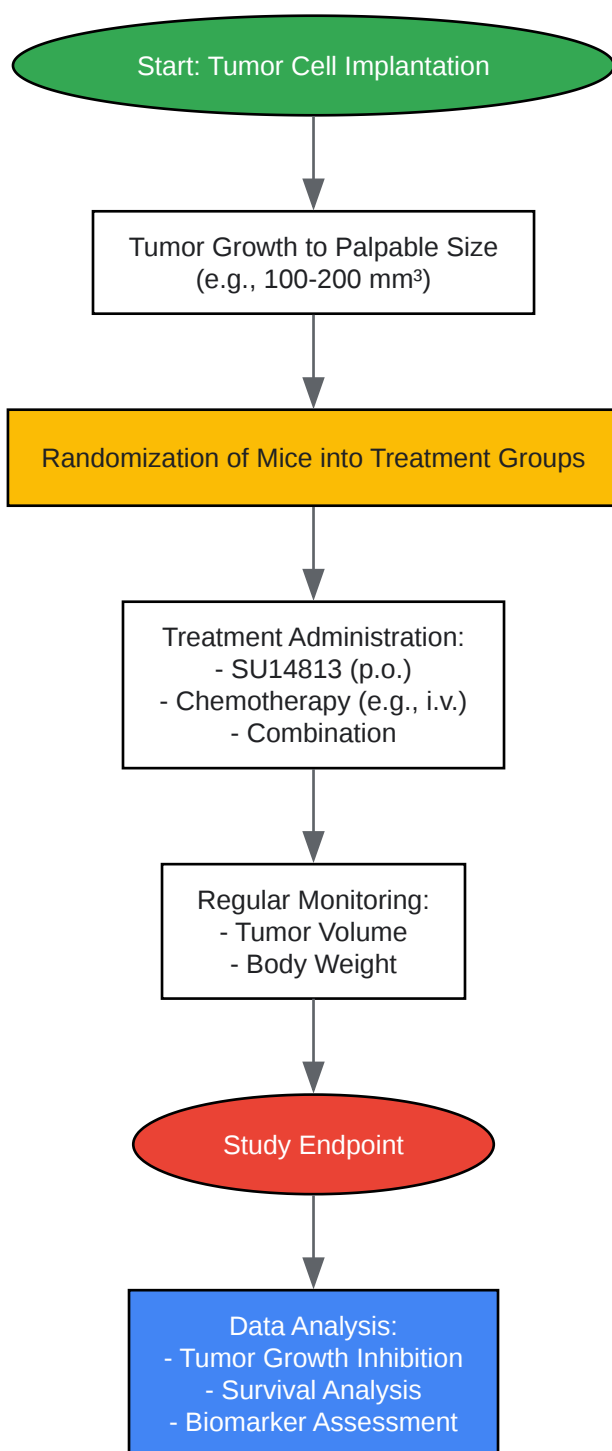 Start: Tumor Cell Implantation
Tumor Growth to Palpable Size
(e.g., 100-200 mm³)
Randomization of Mice into Treatment Groups
Treatment Administration:
- SU14813 (p.o.)
- Chemotherapy (e.g., i.v.)
- Combination
Regular Monitoring:
- Tumor Volume
- Body Weight
Study Endpoint
Data Analysis:
- Tumor Growth Inhibition
- Survival Analysis
- Biomarker Assessment